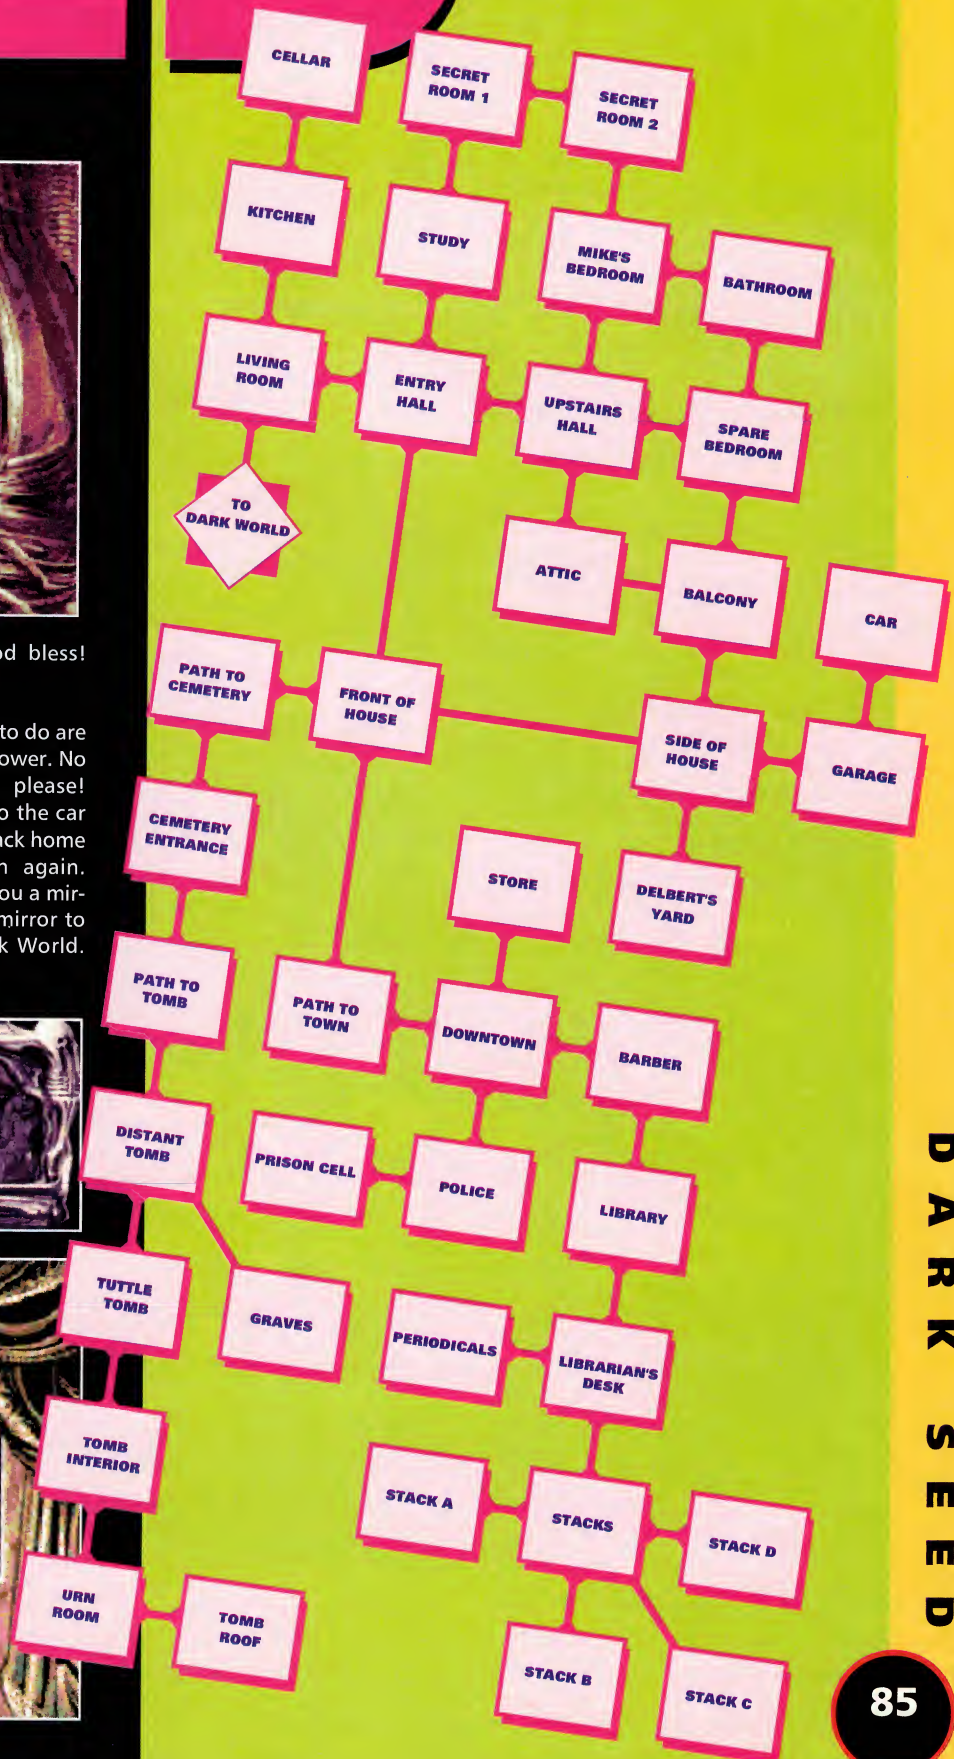 CELLAR
SECRET
ROOM 1
SECRET
ROOM 2
KITCHEN
STUDY
MIKE'S
BEDROOM
BATHROOM
LIVING
ROOM
ENTRY
HALL
UPSTAIRS
HALL
SPARE
BEDROOM
TO
DARK WORLD
ATTIC
BALCONY
CAR
PATH TO
CEMETERY
FRONT OF
HOUSE
SIDE OF
HOUSE
GARAGE
CEMETERY
ENTRANCE
STORE
DELBERT'S
YARD
PATH TO
TOMB
PATH TO
TOWN
DOWNTOWN
BARBER
DISTANT
TOMB
PRISON CELL
POLICE
LIBRARY
TUTTLE
TOMB
GRAVES
PERIODICALS
LIBRARIAN'S
DESK
TOMB
INTERIOR
STACK A
STACKS
STACK D
URN
ROOM
TOMB
ROOF
STACK B
STACK C
od bless!
to do are
ower. No
please!
o the car
ack home
n again.
ou a mir-
mirror to
k World.
DARK SEED
85